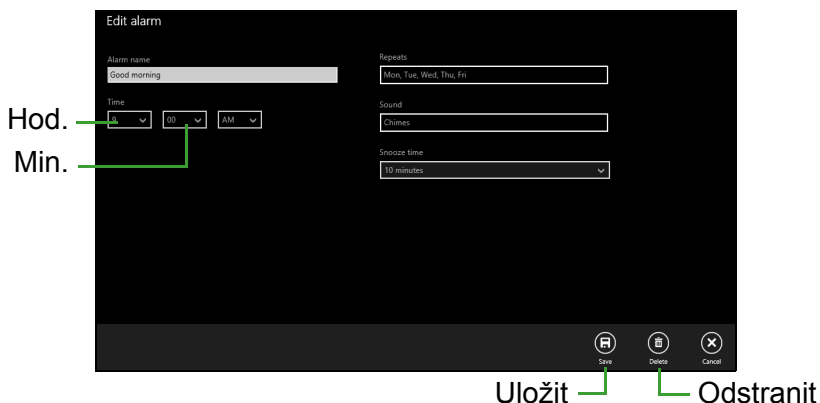 Edit alarm
Alarm name
Good morning
Time
9 00 AM
Repeats
Mon, Tue, Wed, Thu, Fri
Sound
Chimes
Snooze time
10 minutes
Hod.
Min.
Save Delete Cancel
Uložit Odstranit